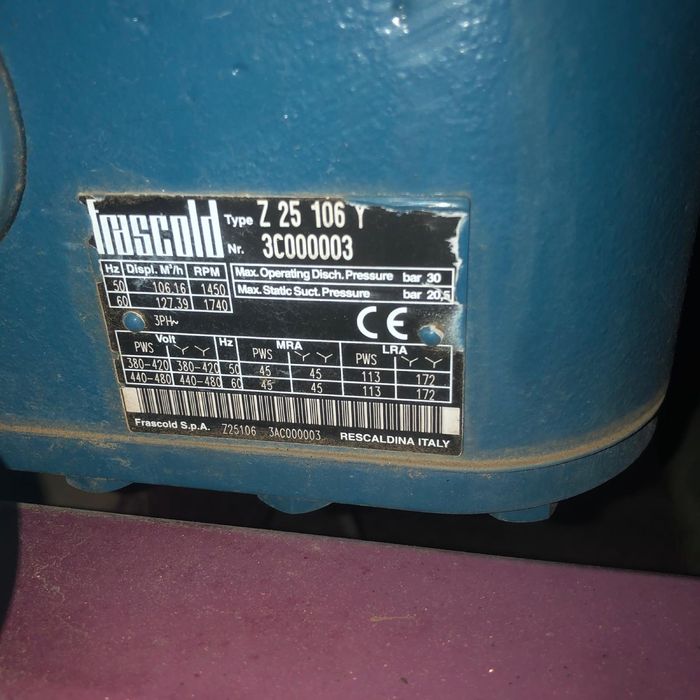 frascold Type Z 25 106 Y
Nr. 3C000003
Hz Displ. M³/h RPM
50 106.16 1450
60 127.39 1740
Max. Operating Disch. Pressure bar 30
Max. Static Suct. Pressure bar 20,5
3PH~
CE
Volt Hz MRA LRA
PWS PWS PWS
380-420 380-420 50 45 45 113 172
440-480 440-480 60 45 45 113 172
Frascold S.p.A. Z25106 3AC000003 RESCALDINA ITALY